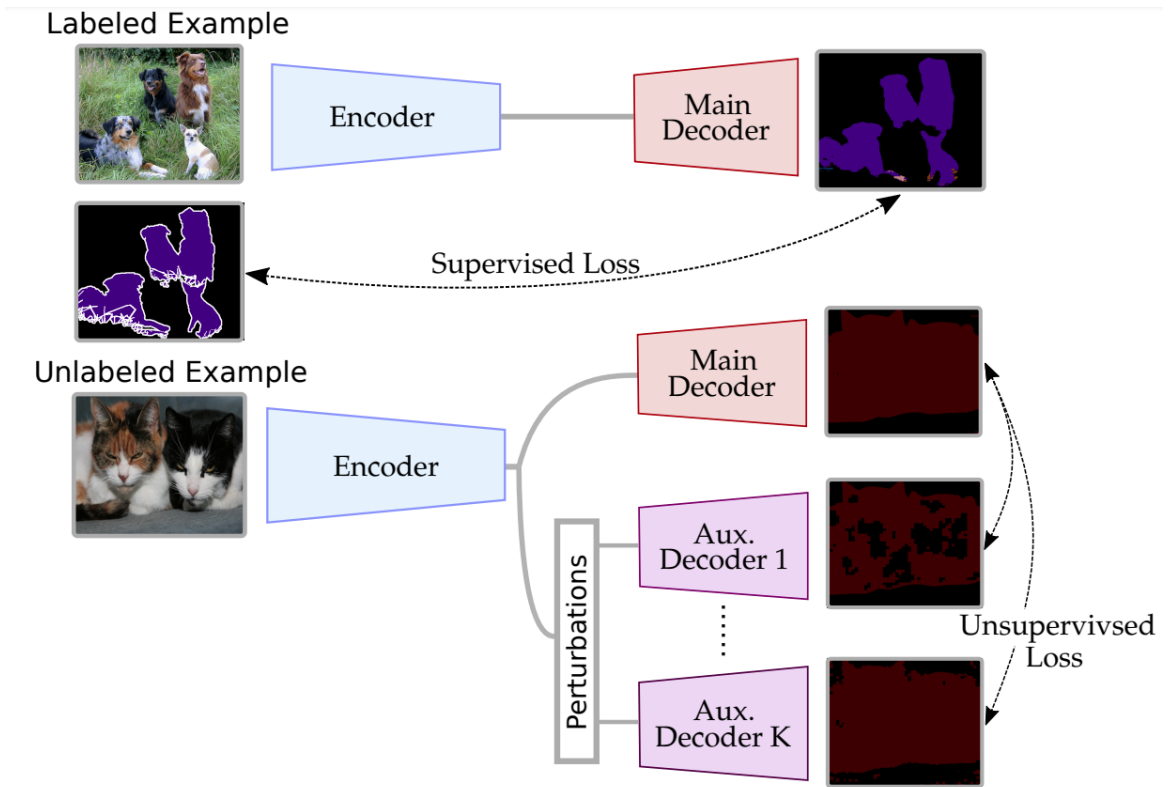 Labeled Example
Encoder
Main
Decoder
Supervised Loss
Unlabeled Example
Main
Decoder
Encoder
Perturbations
Aux.
Decoder 1
Unsupervivsed
Loss
Aux.
Decoder K